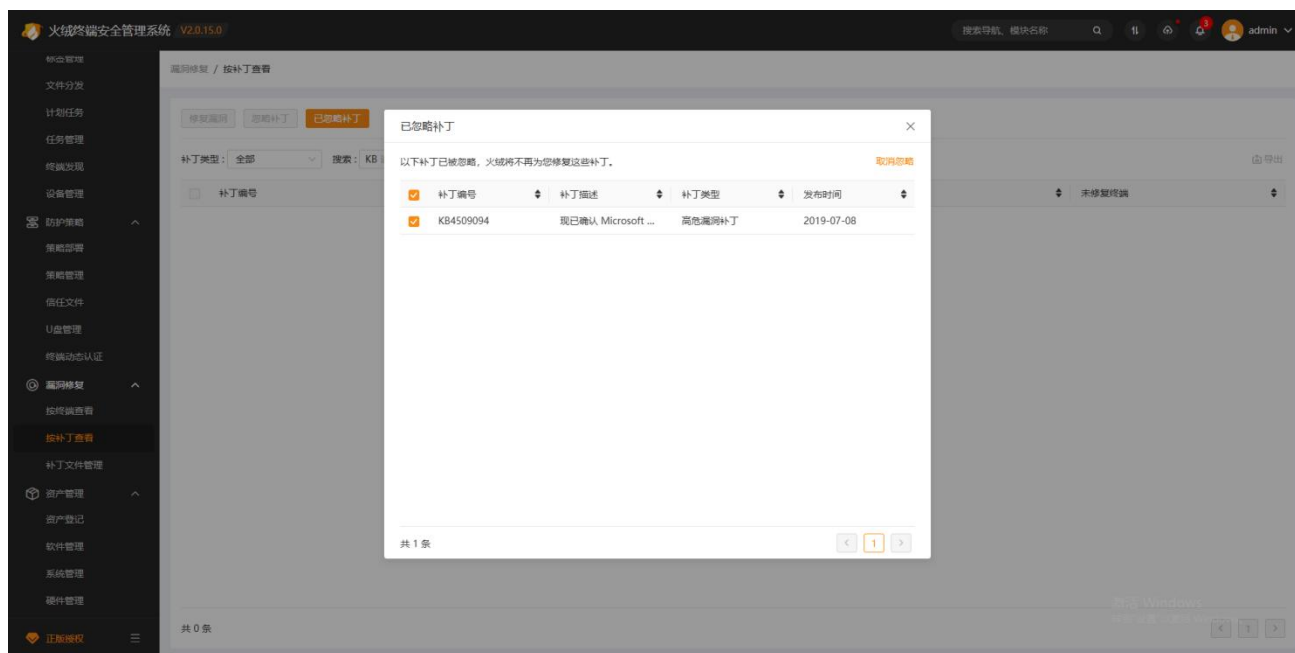 火绒终端安全管理系统 V2.0.15.0
搜索导航、模块名称
3
admin
标签管理
文件分发
计划任务
任务管理
终端发现
设备管理
防护策略
策略部署
策略管理
信任文件
U盘管理
终端动态认证
漏洞修复
按终端查看
按补丁查看
补丁文件管理
资产管理
资产登记
软件管理
系统管理
硬件管理
正版授权
漏洞修复 / 按补丁查看
修复漏洞 忽略补丁 已忽略补丁
补丁类型: 全部 搜索: KB
导出
补丁编号 未修复终端
已忽略补丁
以下补丁已被忽略，火绒将不再为您修复这些补丁。 取消忽略
补丁编号 补丁描述 补丁类型 发布时间
KB4509094 现已确认 Microsoft ... 高危漏洞补丁 2019-07-08
共 1 条 < 1 >
激活 Windows
共 0 条 < 1 >